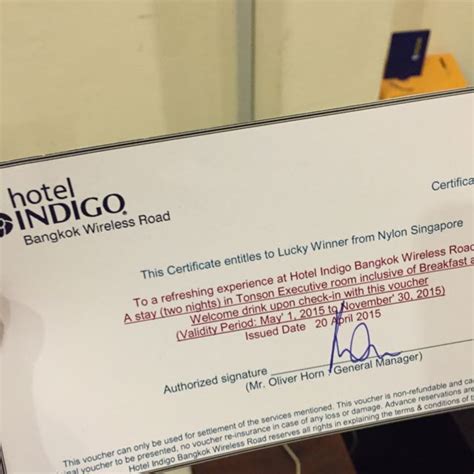 hotel
INDIGO®
Bangkok Wireless Road
Certifica
This Certificate entitles to Lucky Winner from Nylon Singapore
To a refreshing experience at Hotel Indigo Bangkok Wireless Road
A stay (two nights) in Tonson Executive room inclusive of Breakfast a
Welcome drink upon check-in with this voucher
(Validity Period: May' 1, 2015 to November' 30, 2015)
Issued Date 20 April 2015
Authorized signature
(Mr. Oliver Horn / General Manager)
This voucher can only be used for settlement of the services mentioned. This voucher is non-refundable and ca
inal voucher to be presented, no voucher re-insurance in case of any loss or damage. Advance reservations are
Hotel Indigo Bangkok Wireless Road reserves all rights in explaining the terms & conditions of t